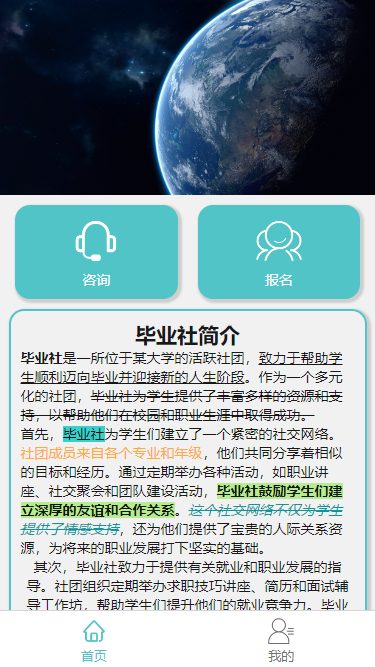 咨询
报名
毕业社简介
毕业社是一所位于某大学的活跃社团，致力于帮助学
生顺利迈向毕业并迎接新的人生阶段。作为一个多元
化的社团，毕业社为学生提供了丰富多样的资源和支
持，以帮助他们在校园和职业生涯中取得成功。
首先，毕业社为学生们建立了一个紧密的社交网络。
社团成员来自各个专业和年级，他们共同分享着相似
的目标和经历。通过定期举办各种活动，如职业讲
座、社交聚会和团队建设活动，毕业社鼓励学生们建
立深厚的友谊和合作关系。这个社交网络不仅为学生
提供了情感支持，还为他们提供了宝贵的人际关系资
源，为将来的职业发展打下坚实的基础。
其次，毕业社致力于提供有关就业和职业发展的指
导。社团组织定期举办求职技巧讲座、简历和面试辅
导工作坊，帮助学生们提升他们的就业竞争力。毕业
首页
我的